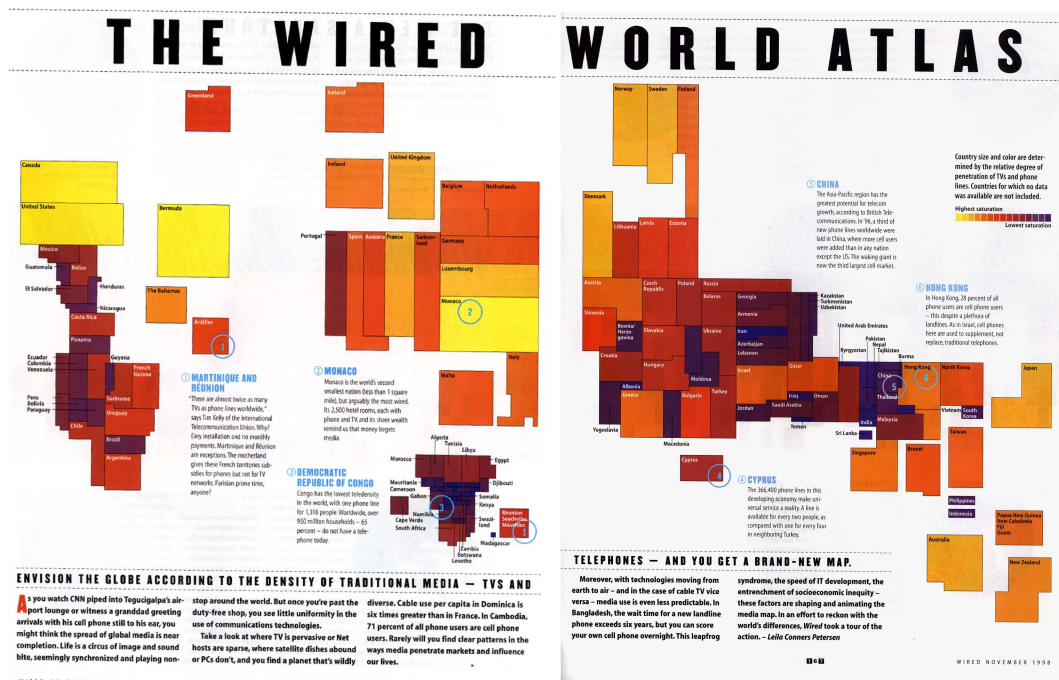 THE WIRED WORLD ATLAS
Greenland
Iceland
Canada
United States
Bermuda
Mexico
Guatemala
Belize
El Salvador
Honduras
Nicaragua
Costa Rica
Panama
The Bahamas
Antilles
1
Ecuador
Colombia
Venezuela
Guyana
French
Guiana
Peru
Bolivia
Paraguay
Suriname
Uruguay
Chile
Brazil
Argentina
Ireland
United Kingdom
Belgium
Netherlands
Portugal
Spain
Andorra
France
Switzer-
land
Germany
Luxembourg
Monaco
2
Italy
Malta
1 MARTINIQUE AND
RÉUNION
"There are almost twice as many
TVs as phone lines worldwide,"
says Tim Kelly of the International
Telecommunication Union. Why?
Easy installation and no monthly
payments. Martinique and Réunion
are exceptions. The motherland
gives these French territories sub-
sidies for phones but not for TV
networks. Parisian prime time,
anyone?
2 MONACO
Monaco is the world's second
smallest nation (less than 1 square
mile), but arguably the most wired.
Its 2,500 hotel rooms, each with
phone and TV, and its sheer wealth
remind us that money begets
media.
3 DEMOCRATIC
REPUBLIC OF CONGO
Congo has the lowest teledensity
in the world, with one phone line
for 1,318 people. Worldwide, over
950 million households – 65
percent – do not have a tele-
phone today.
Algeria
Tunisia
Libya
Morocco
Egypt
Mauritania
Cameroon
Gabon
Djibouti
Somalia
Kenya
3
Namibia
Cape Verde
South Africa
Swazi-
land
Madagascar
Zambia
Botswana
Lesotho
Réunion
Seychelles
Mauritius
1
Norway
Sweden
Finland
Denmark
Lithuania
Latvia
Estonia
Austria
Czech
Republic
Poland
Russia
Belarus
Georgia
Kazakstan
Turkmenistan
Uzbekistan
Slovenia
Bosnia/
Herze-
govina
Slovakia
Ukraine
Armenia
Iran
Azerbaijan
Lebanon
Croatia
Hungary
Moldova
Israel
Qatar
United Arab Emirates
Kyrgyzstan
Pakistan
Nepal
Tajikistan
Burma
Albania
Greece
Bulgaria
Turkey
Jordan
Iraq
Saudi Arabia
Oman
Yemen
Yugoslavia
Macedonia
China
5
Thailand
India
Sri Lanka
Malaysia
Hong Kong
6
North Korea
Vietnam
South
Korea
Japan
Taiwan
Singapore
Brunei
Philippines
Indonesia
Papua New Guinea
New Caledonia
Fiji
Guam
Australia
New Zealand
Cyprus
4
5 CHINA
The Asia-Pacific region has the
greatest potential for telecom
growth, according to British Tele-
communications. In '96, a third of
new phone lines worldwide were
laid in China, where more cell users
were added than in any nation
except the US. The waking giant is
now the third largest cell market.
Country size and color are deter-
mined by the relative degree of
penetration of TVs and phone
lines. Countries for which no data
was available are not included.
Highest saturation
Lowest saturation
6 HONG KONG
In Hong Kong, 28 percent of all
phone users are cell phone users
– this despite a plethora of
landlines. As in Israel, cell phones
here are used to supplement, not
replace, traditional telephones.
4 CYPRUS
The 366,400 phone lines in this
developing economy make uni-
versal service a reality. A line is
available for every two people, as
compared with one for every four
in neighboring Turkey.
ENVISION THE GLOBE ACCORDING TO THE DENSITY OF TRADITIONAL MEDIA — TVS AND
TELEPHONES — AND YOU GET A BRAND-NEW MAP.
As you watch CNN piped into Tegucigalpa's air-
port lounge or witness a granddad greeting
arrivals with his cell phone still to his ear, you
might think the spread of global media is near
completion. Life is a circus of image and sound
bite, seemingly synchronized and playing non-
stop around the world. But once you're past the
duty-free shop, you see little uniformity in the
use of communications technologies.
Take a look at where TV is pervasive or Net
hosts are sparse, where satellite dishes abound
or PCs don't, and you find a planet that's wildly
diverse. Cable use per capita in Dominica is
six times greater than in France. In Cambodia,
71 percent of all phone users are cell phone
users. Rarely will you find clear patterns in the
ways media penetrate markets and influence
our lives.
Moreover, with technologies moving from
earth to air – and in the case of cable TV vice
versa – media use is even less predictable. In
Bangladesh, the wait time for a new landline
phone exceeds six years, but you can score
your own cell phone overnight. This leapfrog
syndrome, the speed of IT development, the
entrenchment of socioeconomic inequity –
these factors are shaping and animating the
media map. In an effort to reckon with the
world's differences, Wired took a tour of the
action. – Leila Conners Petersen
167
WIRED NOVEMBER 1998